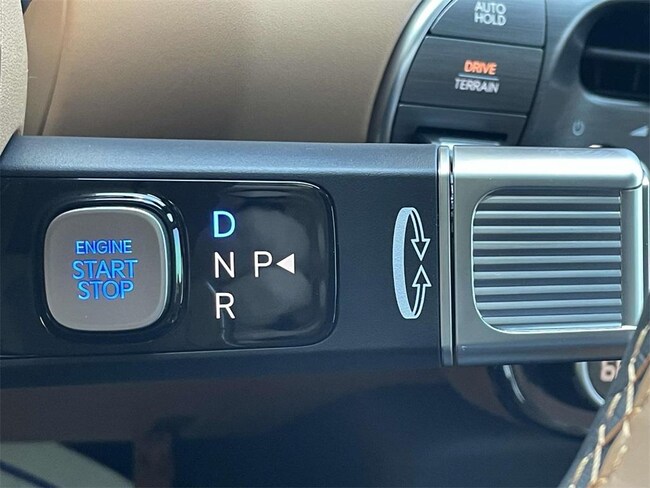 AUTO
HOLD
DRIVE
TERRAIN
ENGINE
START
STOP
D
N P◀
R